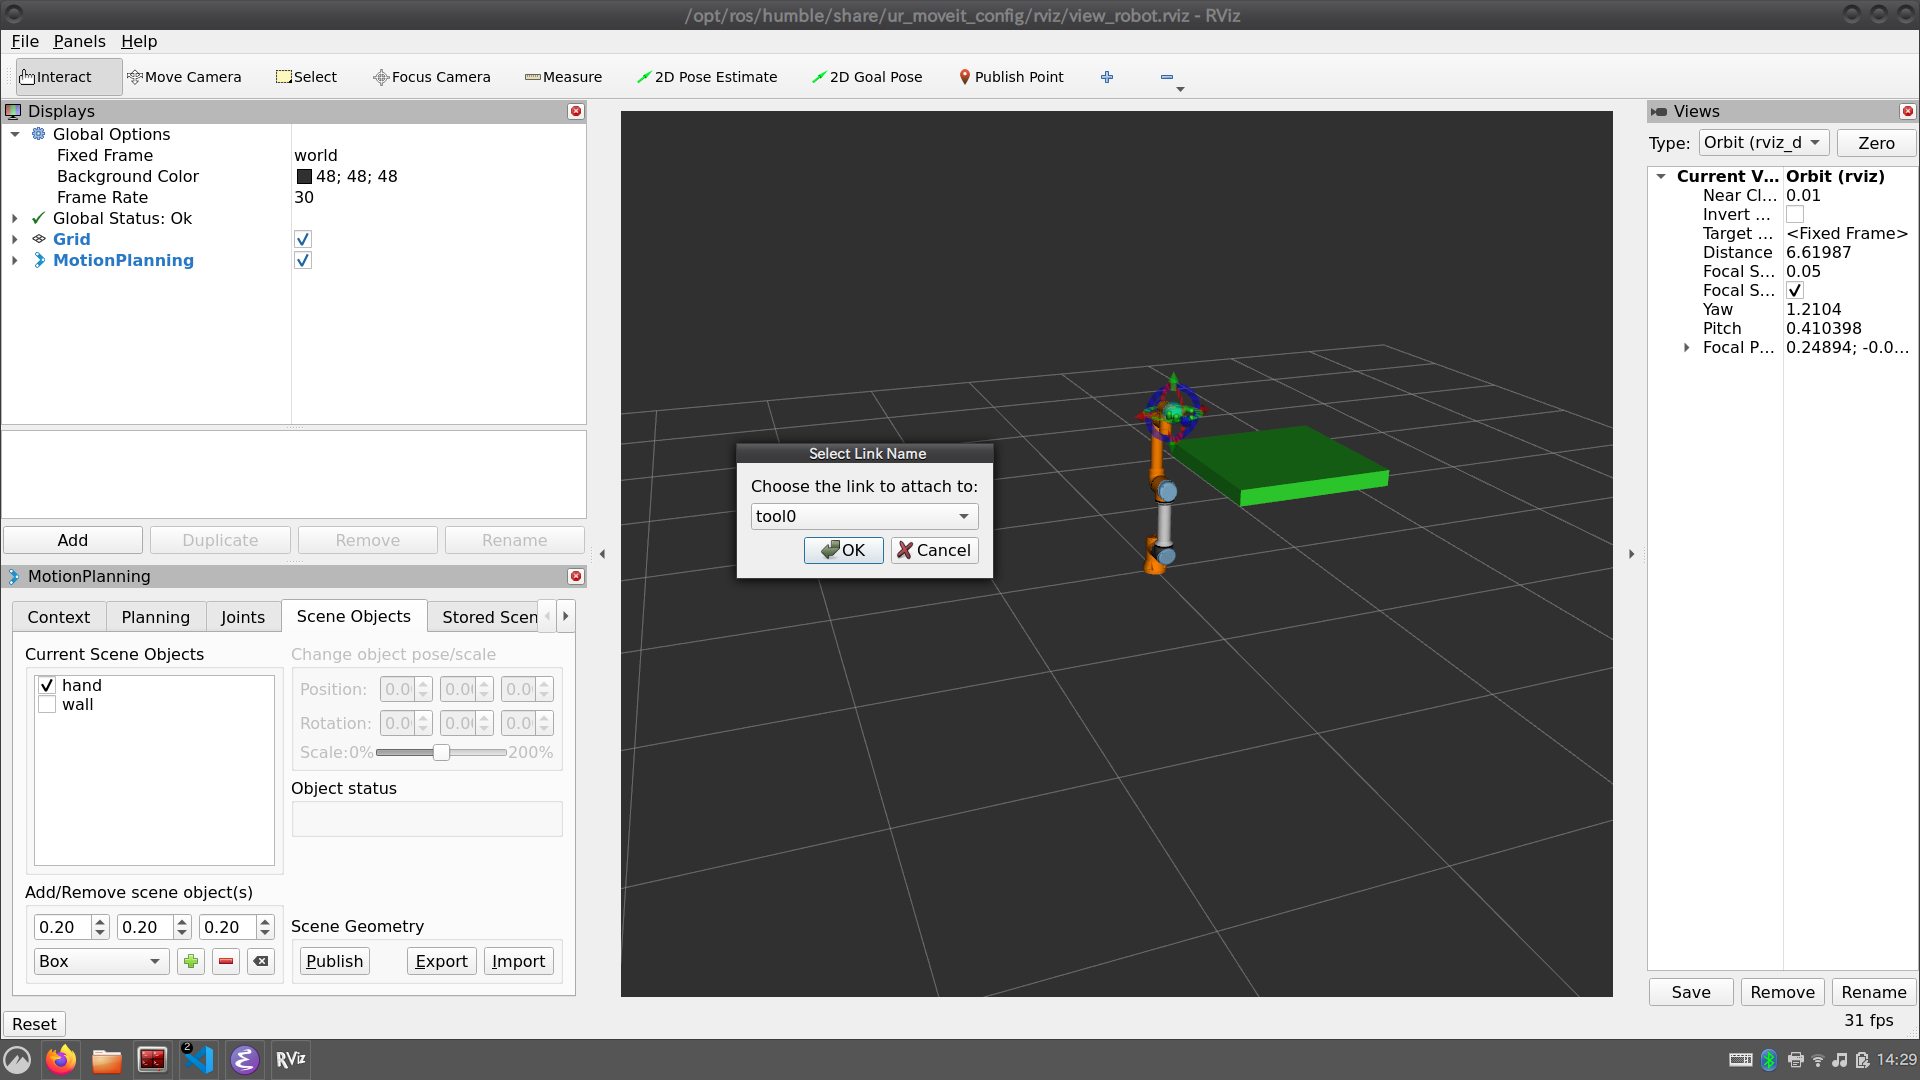 /opt/ros/humble/share/ur_moveit_config/rviz/view_robot.rviz - RViz
File Panels Help
Interact Move Camera Select Focus Camera Measure 2D Pose Estimate 2D Goal Pose Publish Point
Displays
Global Options
Fixed Frame world
Background Color 48; 48; 48
Frame Rate 30
Global Status: Ok
Grid
MotionPlanning
Add Duplicate Remove Rename
MotionPlanning
Context Planning Joints Scene Objects Stored Scen
Current Scene Objects
hand
wall
Change object pose/scale
Position: 0.0 0.0 0.0
Rotation: 0.0 0.0 0.0
Scale: 0% 200%
Object status
Add/Remove scene object(s)
0.20 0.20 0.20
Box
Scene Geometry
Publish Export Import
Reset
Select Link Name
Choose the link to attach to:
tool0
OK Cancel
Views
Type: Orbit (rviz_d Zero
Current V... Orbit (rviz)
Near Cl... 0.01
Invert ...
Target ... <Fixed Frame>
Distance 6.61987
Focal S... 0.05
Focal S...
Yaw 1.2104
Pitch 0.410398
Focal P... 0.24894; -0.0...
Save Remove Rename
31 fps
2
RViz
14:29